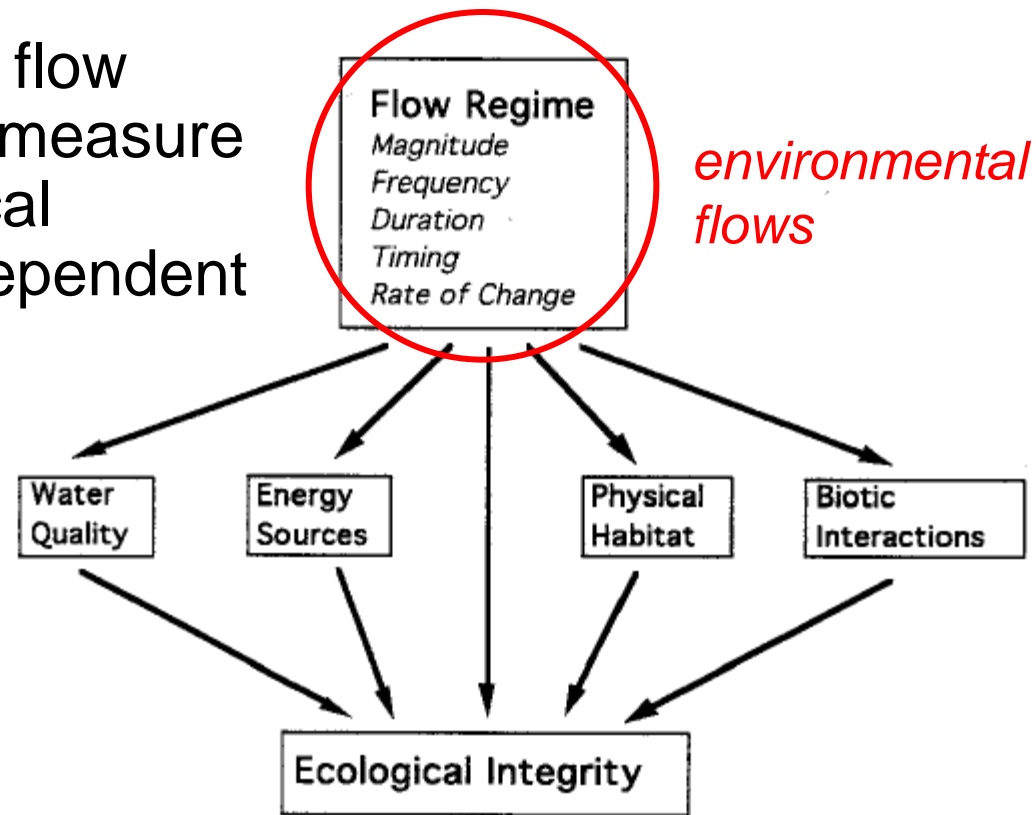 flow
measure
cal
ependent
Flow Regime
Magnitude
Frequency
Duration
Timing
Rate of Change
environmental
flows
Water
Quality
Energy
Sources
Physical
Habitat
Biotic
Interactions
Ecological Integrity